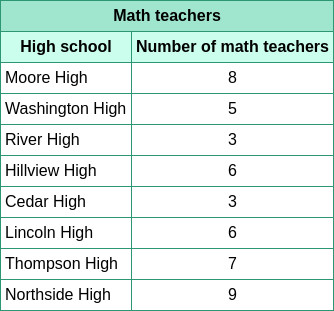 Math teachers
High school Number of math teachers
Moore High 8
Washington High 5
River High 3
Hillview High 6
Cedar High 3
Lincoln High 6
Thompson High 7
Northside High 9